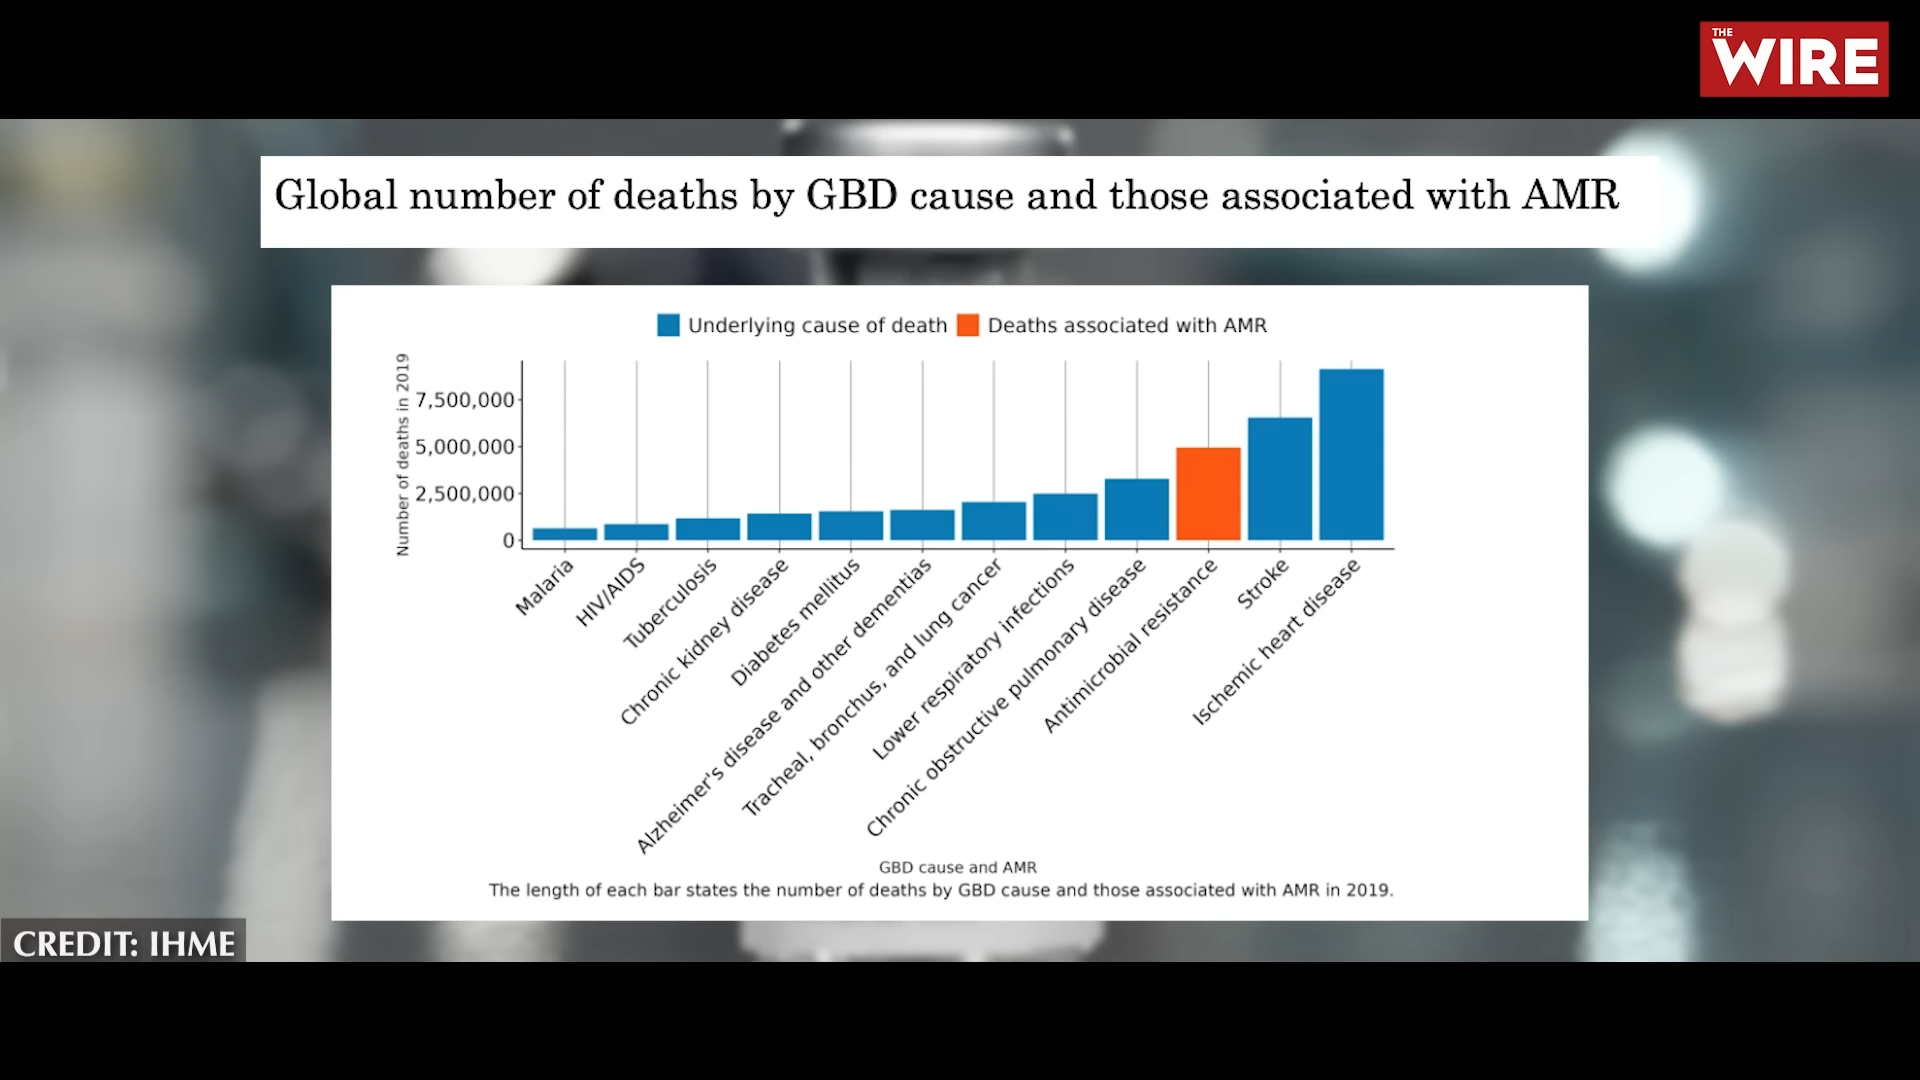 THE
WIRE
Global number of deaths by GBD cause and those associated with AMR
Underlying cause of death
Deaths associated with AMR
Number of deaths in 2019
7,500,000
5,000,000
2,500,000
0
Malaria
HIV/AIDS
Tuberculosis
Chronic kidney disease
Diabetes mellitus
Alzheimer's disease and other dementias
Tracheal, bronchus, and lung cancer
Lower respiratory infections
Chronic obstructive pulmonary disease
Antimicrobial resistance
Stroke
Ischemic heart disease
GBD cause and AMR
The length of each bar states the number of deaths by GBD cause and those associated with AMR in 2019.
CREDIT: IHME